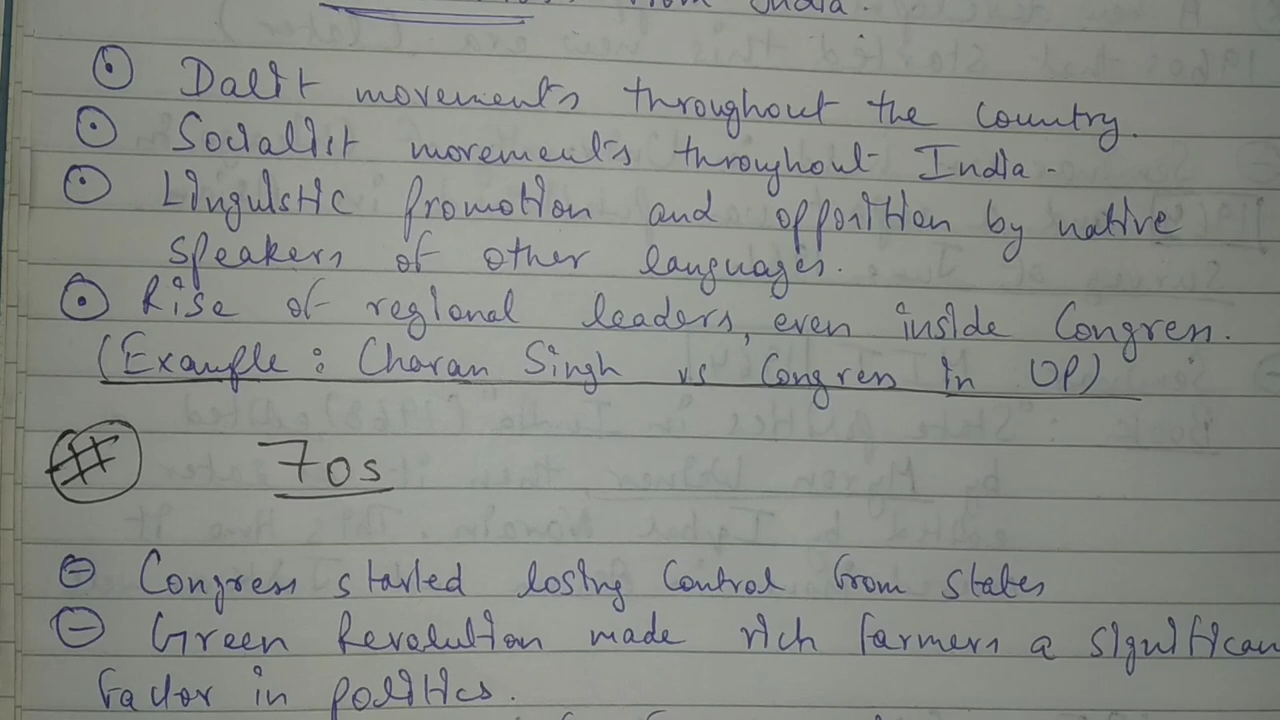 from India.
Dalit movements throughout the country.
Socialist movements throughout India.
Linguistic promotion and opposition by native
speakers of other languages.
Rise of regional leaders, even inside Congress.
(Example : Charan Singh vs Congress in UP)
# 70s
Congress started losing control from states
Green Revolution made rich farmers a significan
factor in politics.